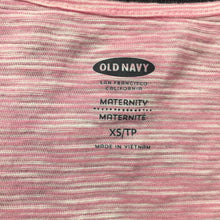 OLD NAVY
SAN FRANCISCO
CALIFORNIA
MATERNITY
MATERNITÉ
XS/TP
MADE IN VIETNAM